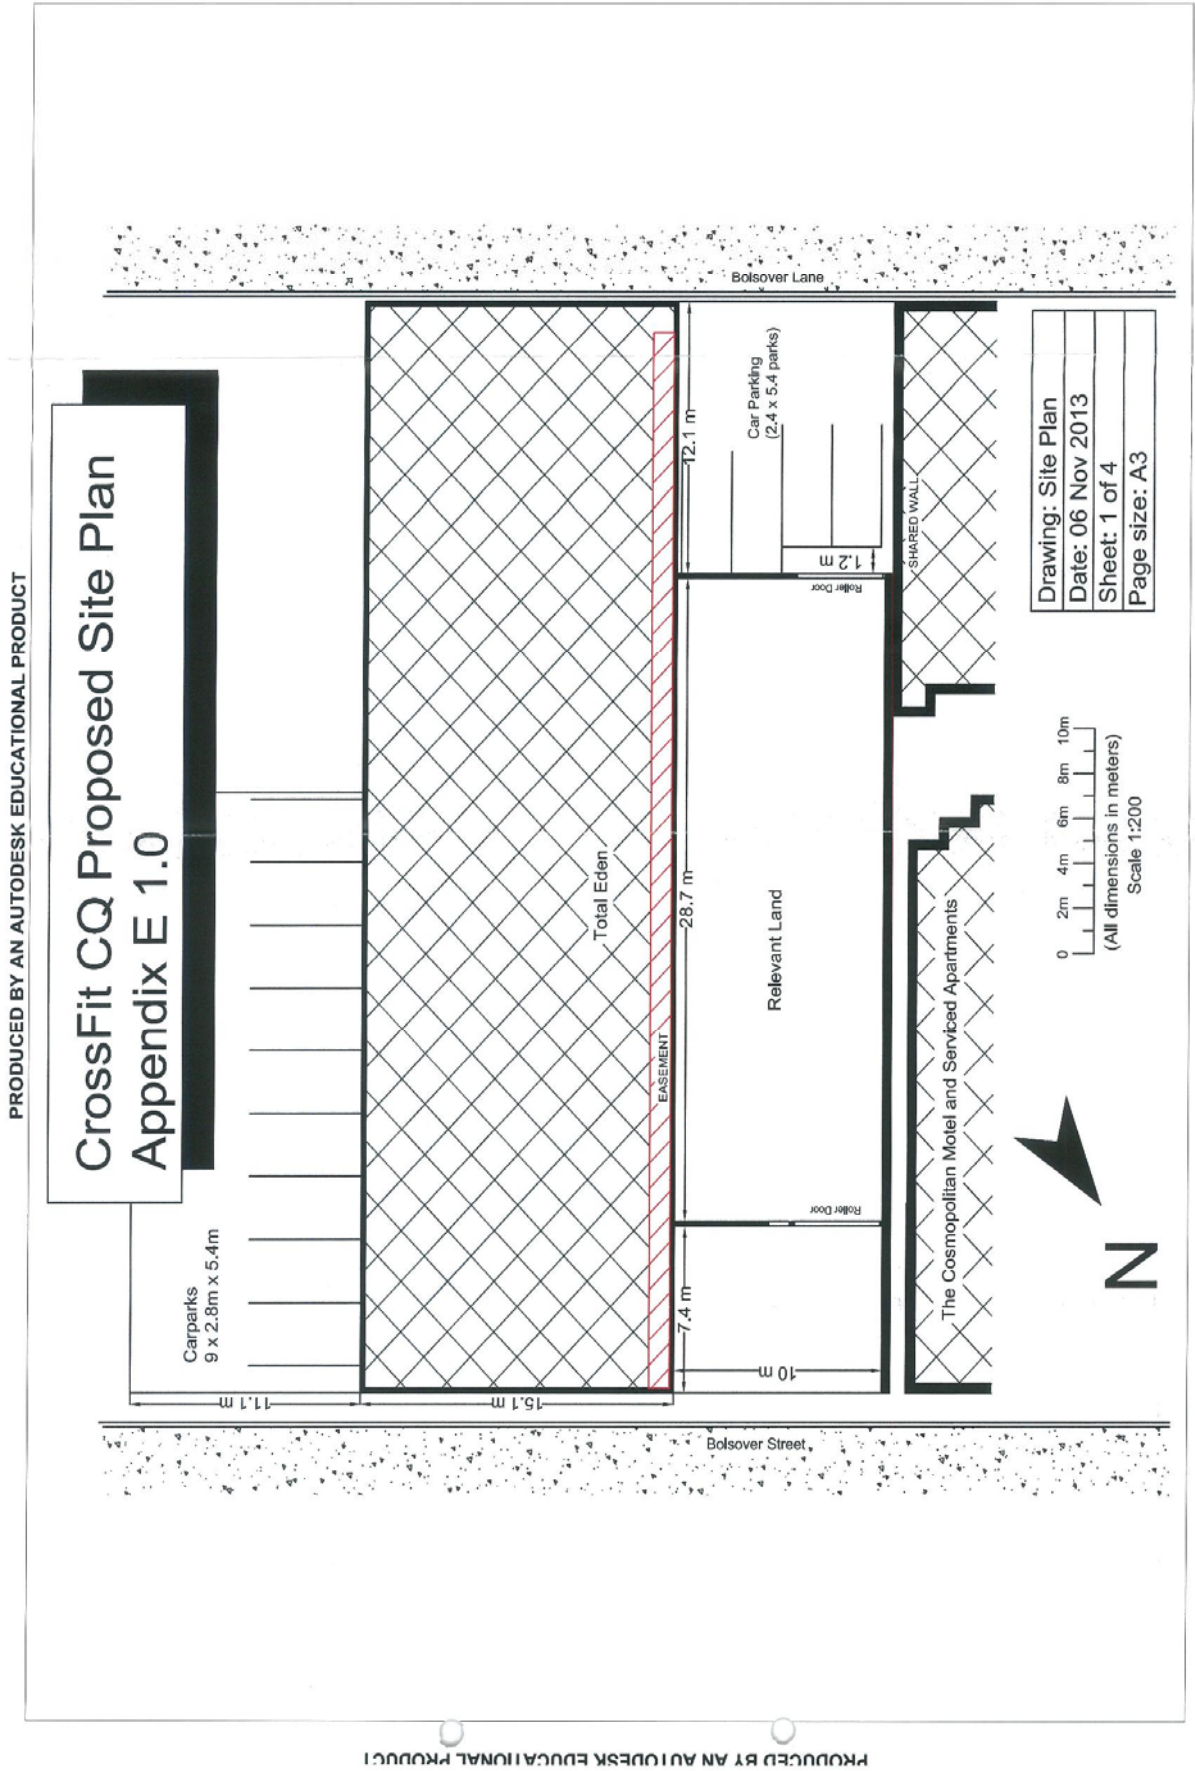 PRODUCED BY AN AUTODESK EDUCATIONAL PRODUCT
CrossFit CQ Proposed Site Plan
Appendix E 1.0
Carparks
9 x 2.8m x 5.4m
11.1 m
15.1 m
10 m
Total Eden
EASEMENT
7.4 m
28.7 m
12.1 m
Relevant Land
Roller Door
Roller Door
1.2 m
Car Parking
(2.4 x 5.4 parks)
Bolsover Lane
Bolsover Street
SHARED WALL
The Cosmopolitan Motel and Serviced Apartments
N
0 2m 4m 6m 8m 10m
(All dimensions in meters)
Scale 1:200
Drawing: Site Plan
Date: 06 Nov 2013
Sheet: 1 of 4
Page size: A3
PRODUCED BY AN AUTODESK EDUCATIONAL PRODUCT